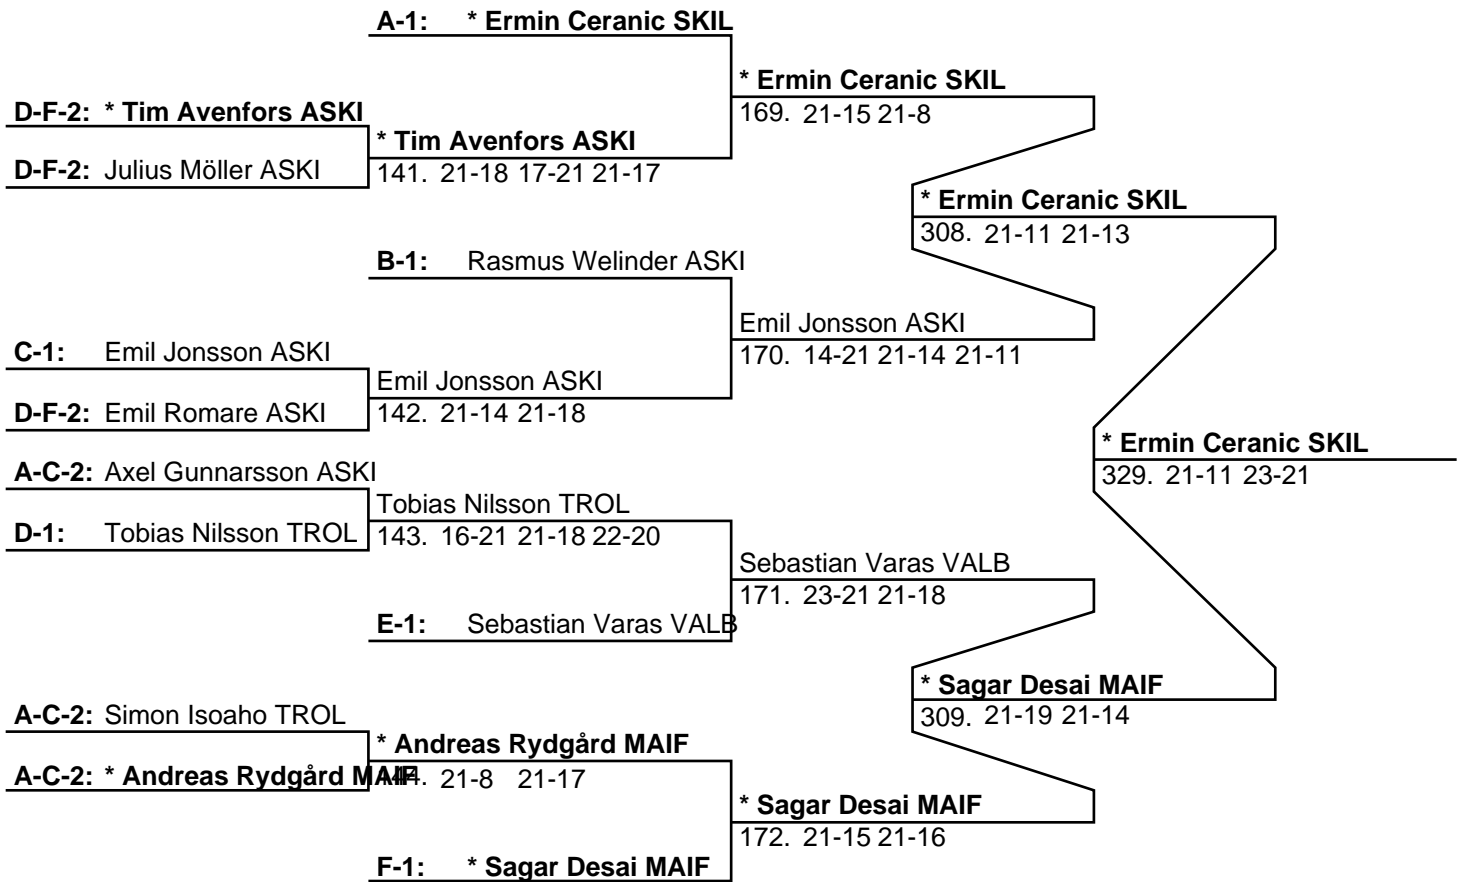 A-1: * Ermin Ceranic SKIL
* Ermin Ceranic SKIL
D-F-2: * Tim Avenfors ASKI
169. 21-15 21-8
* Tim Avenfors ASKI
D-F-2: Julius Möller ASKI
141. 21-18 17-21 21-17
* Ermin Ceranic SKIL
308. 21-11 21-13
B-1: Rasmus Welinder ASKI
Emil Jonsson ASKI
C-1: Emil Jonsson ASKI
170. 14-21 21-14 21-11
Emil Jonsson ASKI
D-F-2: Emil Romare ASKI
142. 21-14 21-18
* Ermin Ceranic SKIL
A-C-2: Axel Gunnarsson ASKI
329. 21-11 23-21
Tobias Nilsson TROL
D-1: Tobias Nilsson TROL
143. 16-21 21-18 22-20
Sebastian Varas VALB
171. 23-21 21-18
E-1: Sebastian Varas VALB
* Sagar Desai MAIF
A-C-2: Simon Isoaho TROL
309. 21-19 21-14
* Andreas Rydgård MAIF
A-C-2: * Andreas Rydgård MAIF
144. 21-8 21-17
* Sagar Desai MAIF
172. 21-15 21-16
F-1: * Sagar Desai MAIF